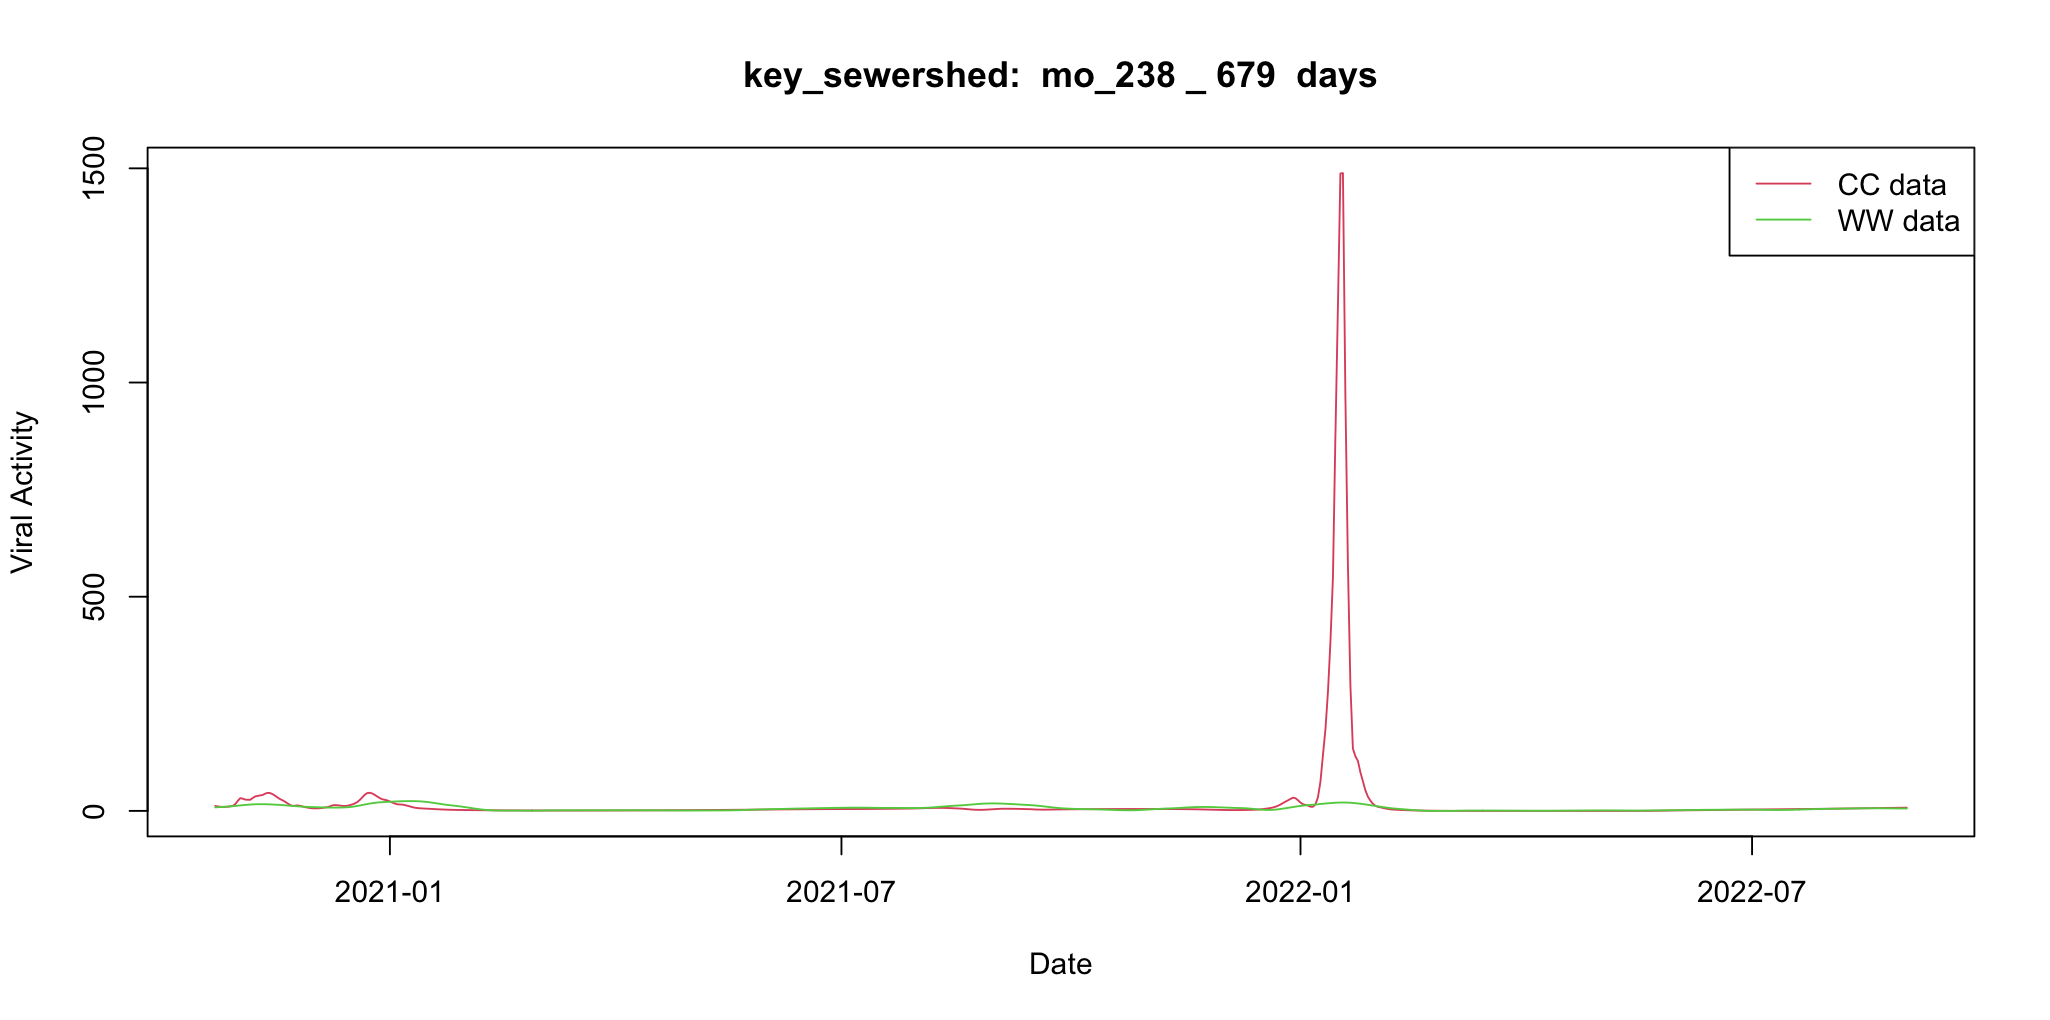 key_sewershed: mo_238 _ 679 days
CC data
WW data
Viral Activity
1500
1000
500
0
2021-01
2021-07
2022-01
2022-07
Date